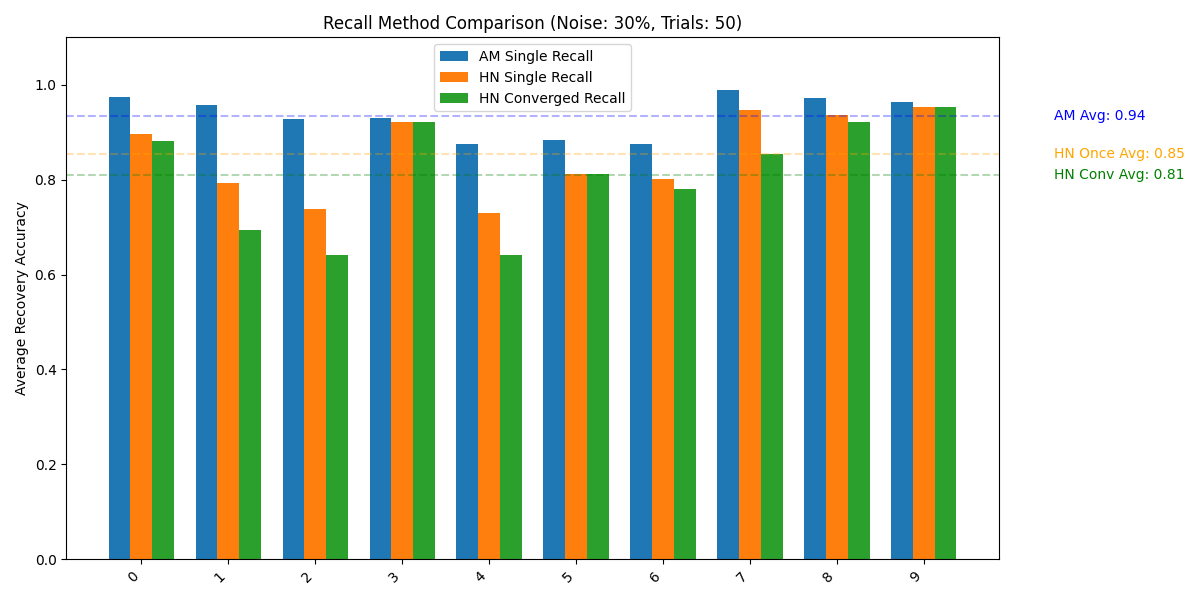 Recall Method Comparison (Noise: 30%, Trials: 50)
AM Single Recall
HN Single Recall
HN Converged Recall
Average Recovery Accuracy
1.0
0.8
0.6
0.4
0.2
0.0
0 1 2 3 4 5 6 7 8 9
AM Avg: 0.94
HN Once Avg: 0.85
HN Conv Avg: 0.81